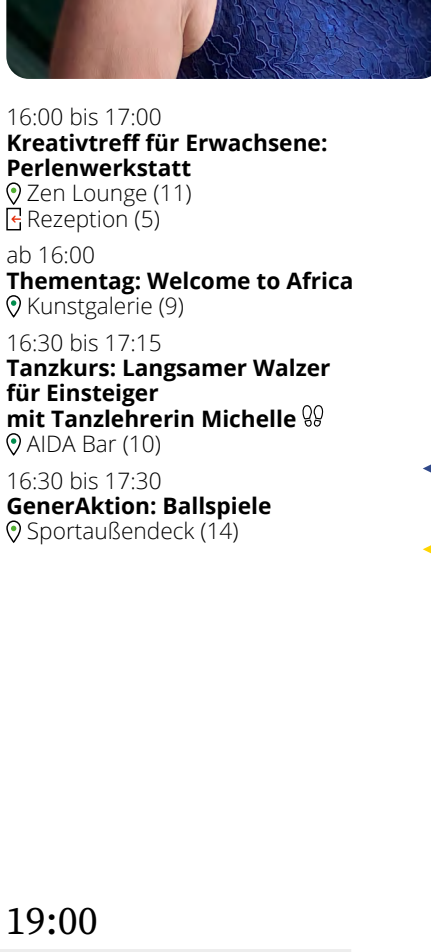 16:00 bis 17:00
Kreativtreff für Erwachsene:
Perlenwerkstatt
Zen Lounge (11)
Rezeption (5)
ab 16:00
Thementag: Welcome to Africa
Kunstgalerie (9)
16:30 bis 17:15
Tanzkurs: Langsamer Walzer
für Einsteiger
mit Tanzlehrerin Michelle
AIDA Bar (10)
16:30 bis 17:30
GenerAktion: Ballspiele
Sportaußendeck (14)
19:00